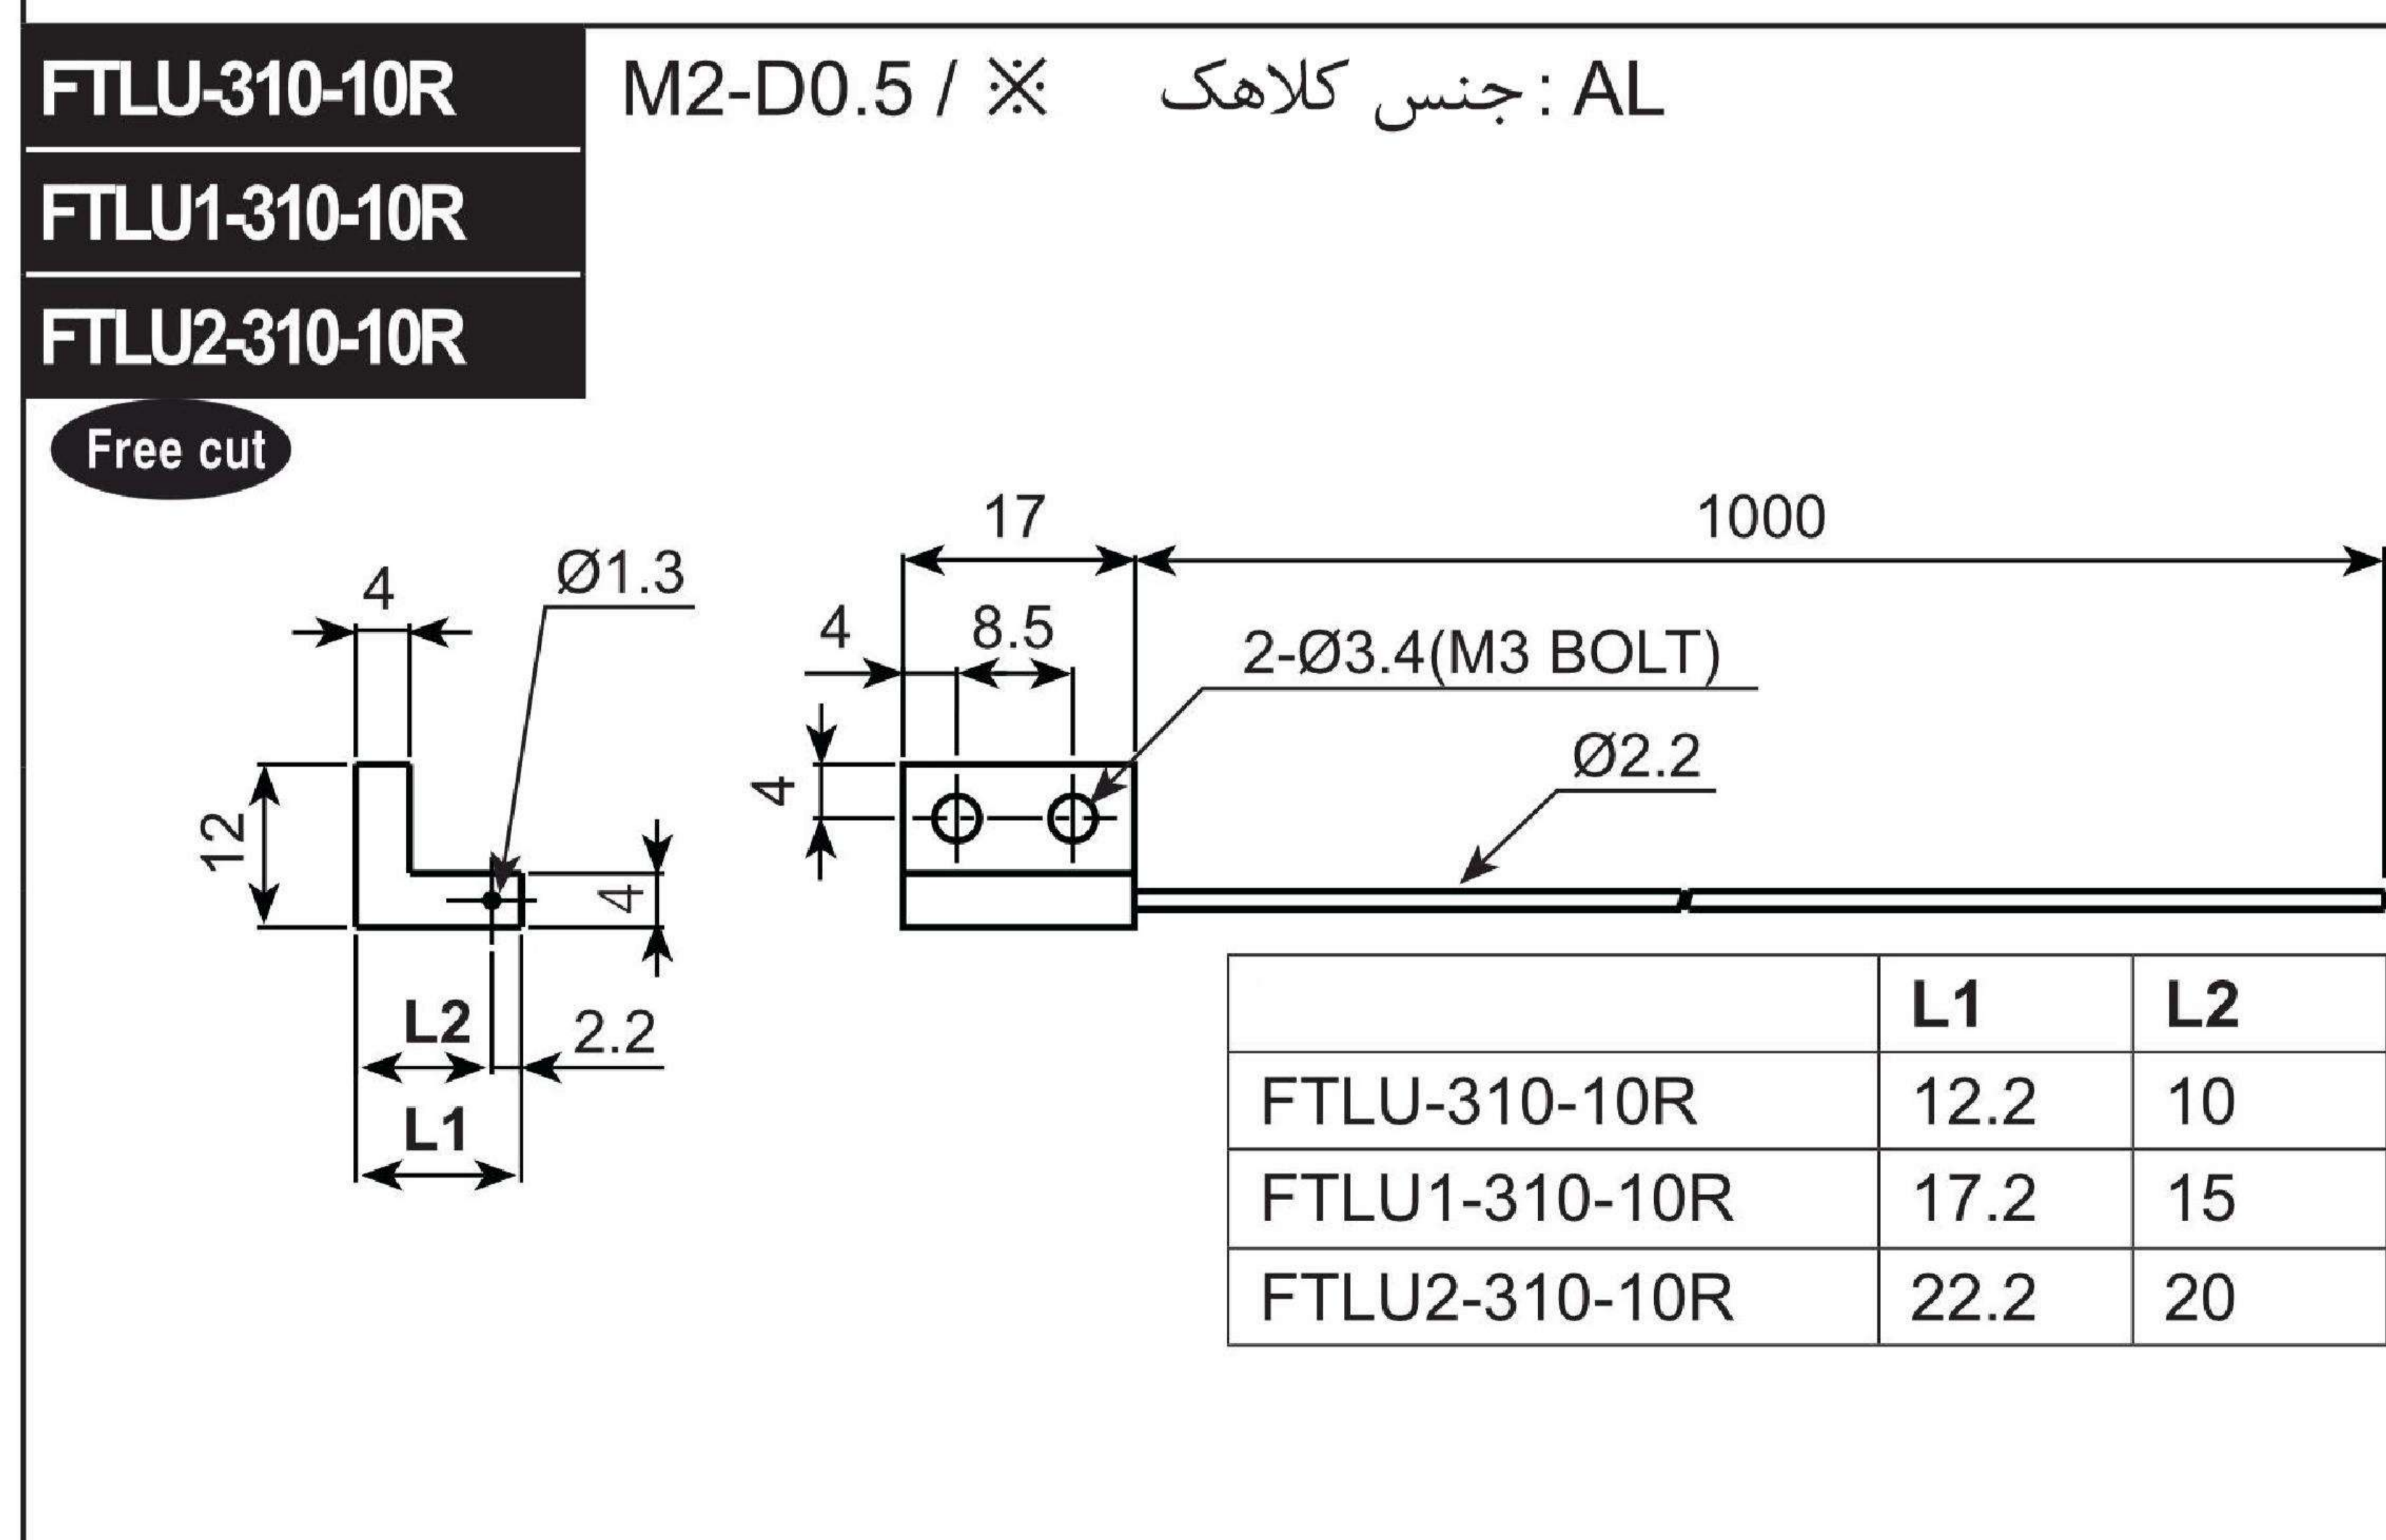 FTLU-310-10R
M2-D0.5 / ※ جنس کلاهک : AL
FTLU1-310-10R
FTLU2-310-10R
Free cut
17
1000
4
Ø1.3
4
8.5
2-Ø3.4(M3 BOLT)
Ø2.2
4
12
4
L2
2.2
L1
L1 L2
FTLU-310-10R 12.2 10
FTLU1-310-10R 17.2 15
FTLU2-310-10R 22.2 20